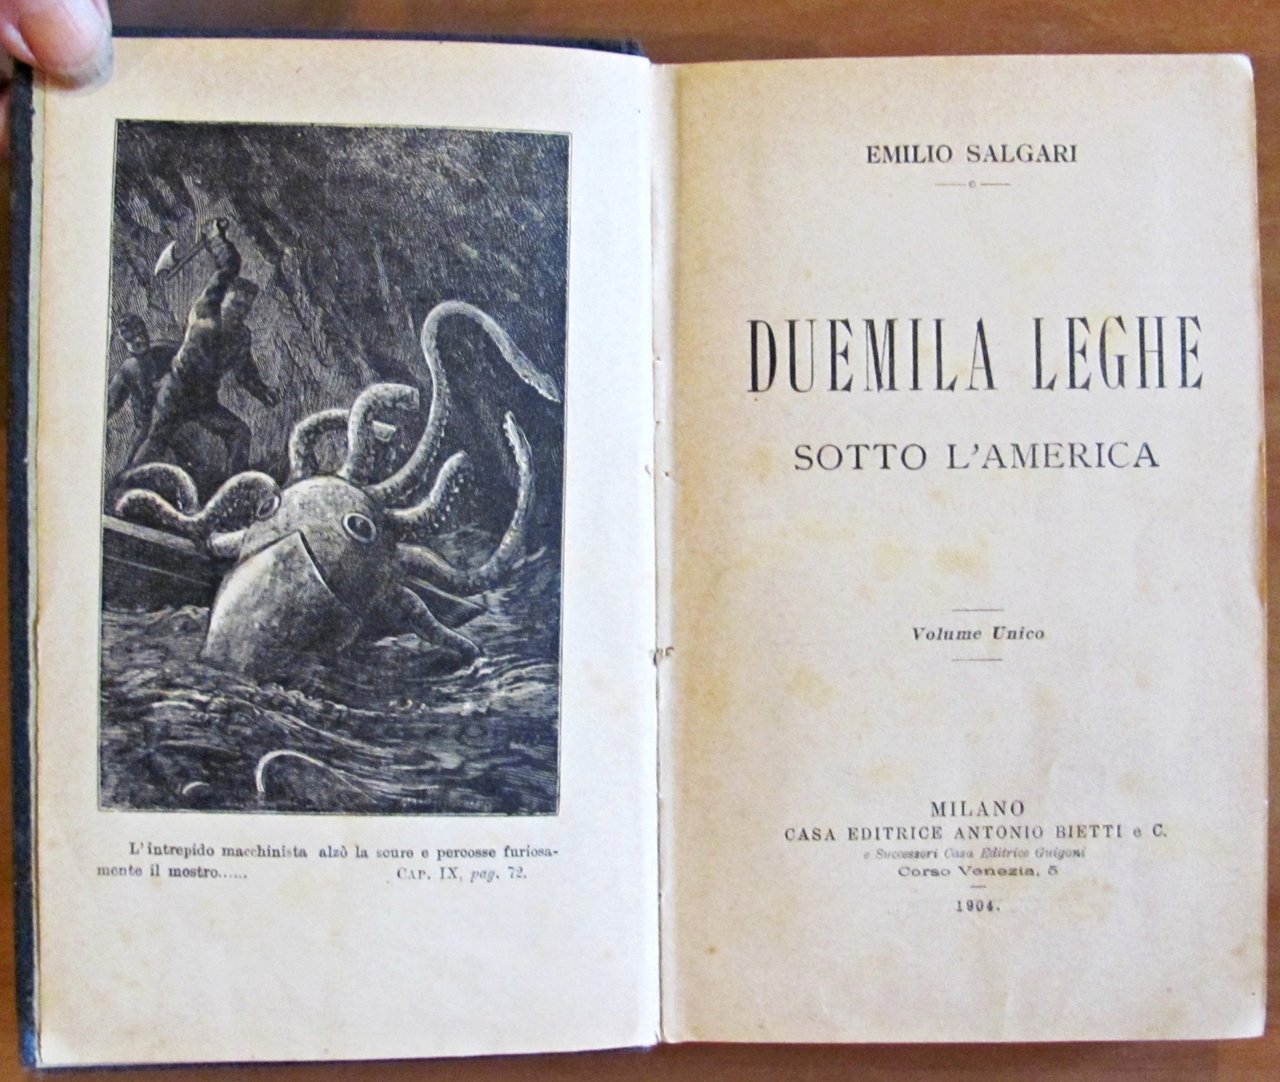 L'intrepido macchinista alzò la scure e percosse furiosa-
mente il mostro......
CAP. IX, pag. 72.
EMILIO SALGARI
DUEMILA LEGHE
SOTTO L'AMERICA
Volume Unico
MILANO
CASA EDITRICE ANTONIO BIETTI e C.
e Successori Casa Editrice Guigoni
Corso Venezia, 5
1904.